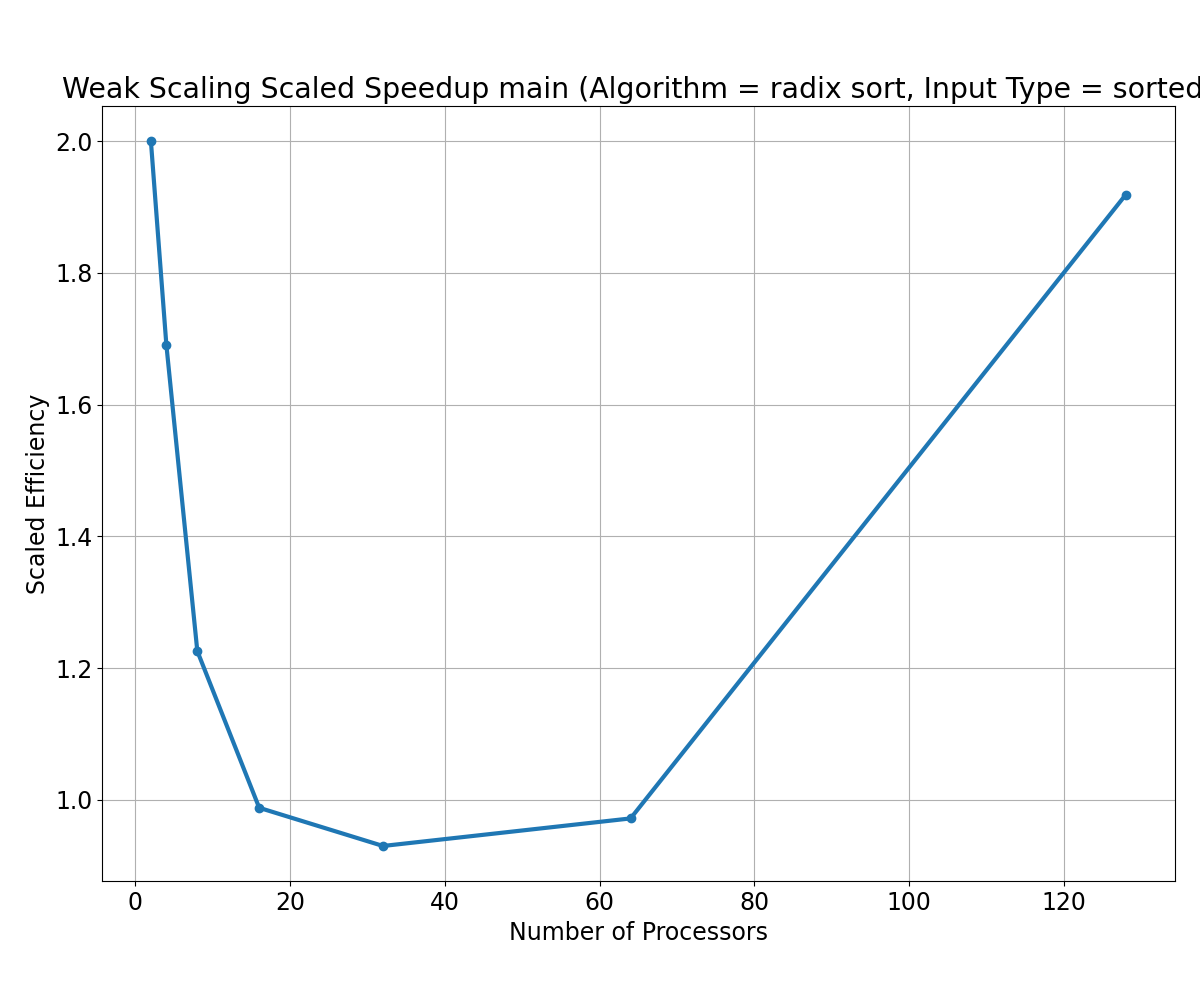 Weak Scaling Scaled Speedup main (Algorithm = radix sort, Input Type = sorted
2.0
1.8
1.6
1.4
1.2
1.0
Scaled Efficiency
0 20 40 60 80 100 120
Number of Processors